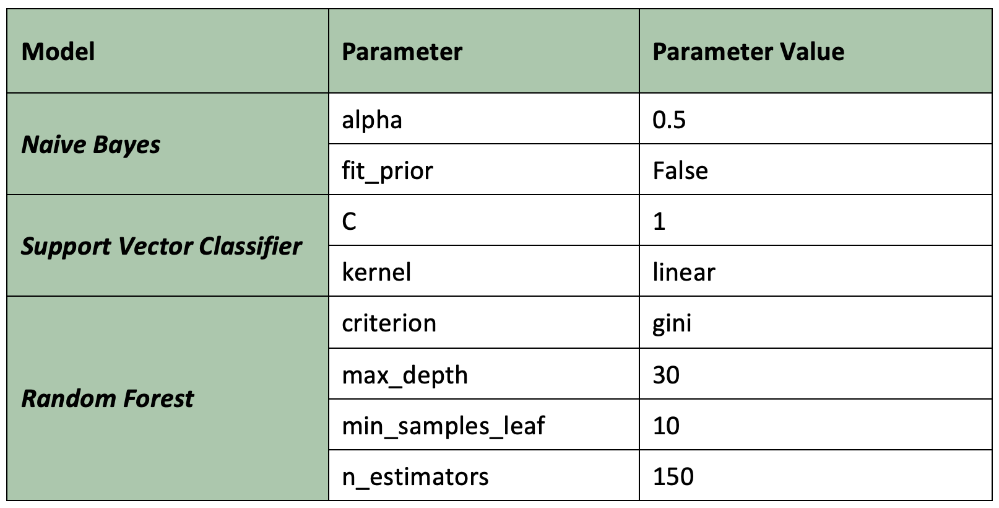 Model Parameter Parameter Value
Naive Bayes alpha 0.5
fit_prior False
Support Vector Classifier C 1
kernel linear
Random Forest criterion gini
max_depth 30
min_samples_leaf 10
n_estimators 150